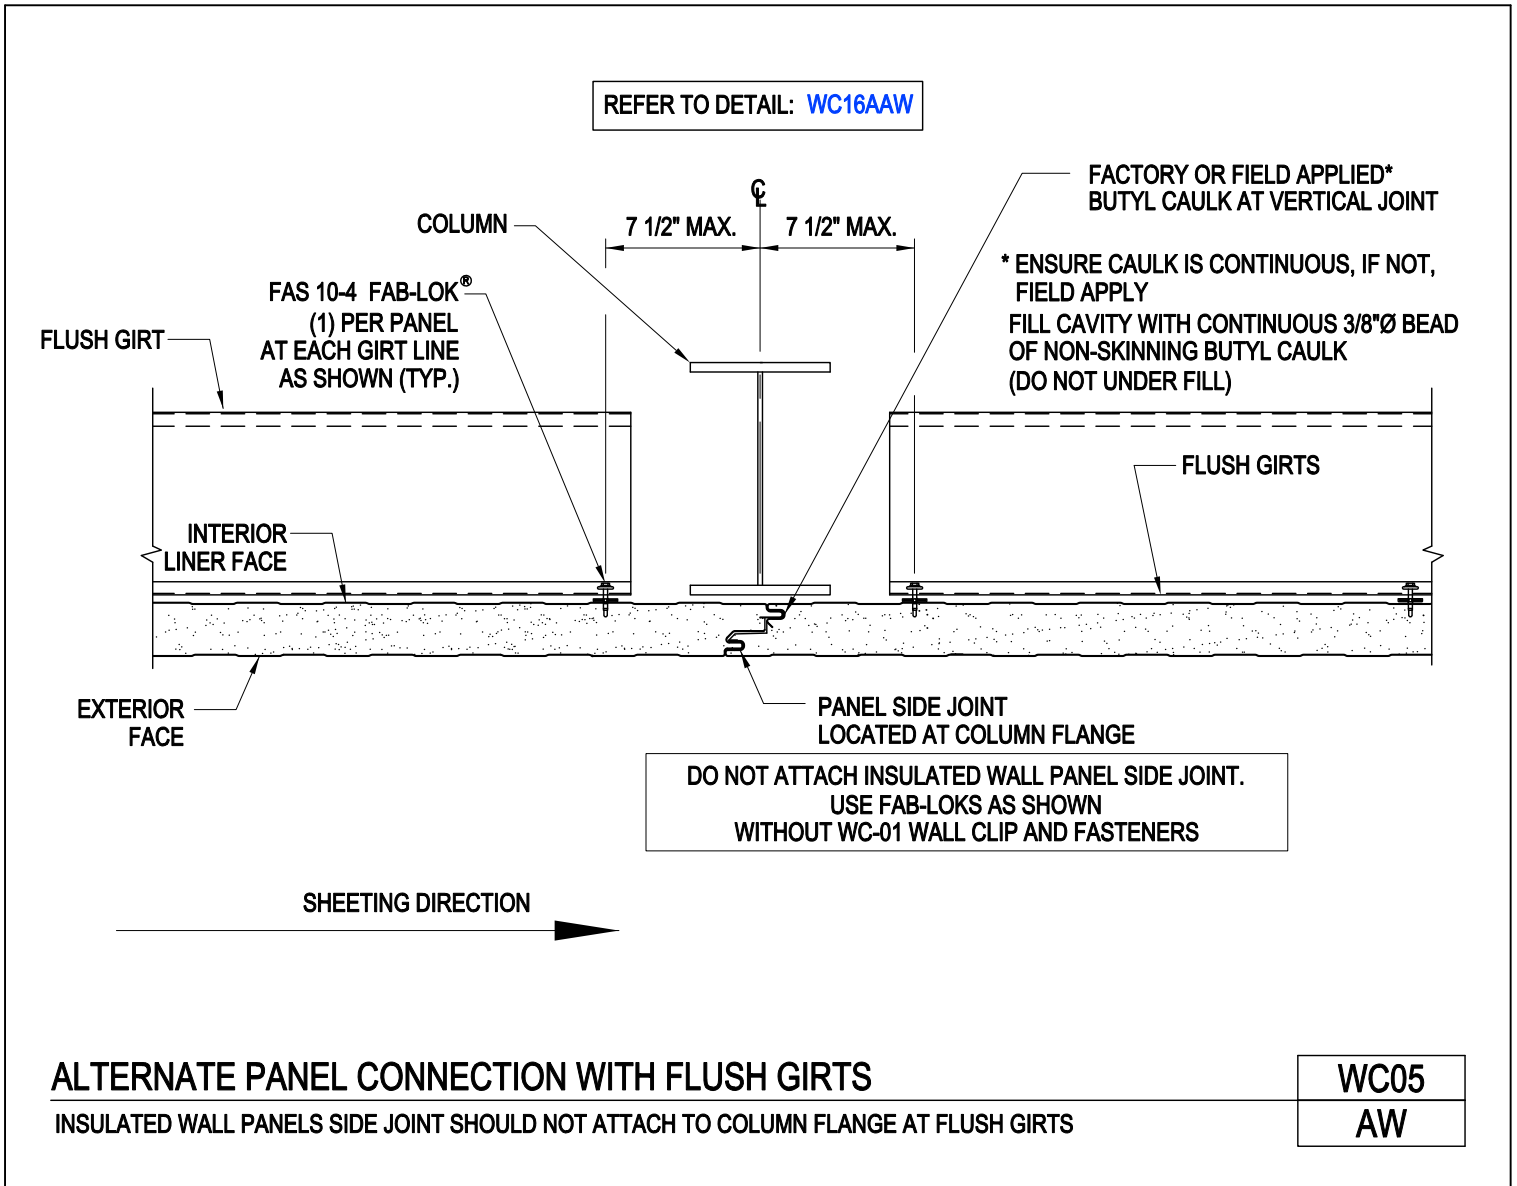 REFER TO DETAIL: WC16AAW
℄
FACTORY OR FIELD APPLIED*
BUTYL CAULK AT VERTICAL JOINT
COLUMN
7 1/2" MAX.
7 1/2" MAX.
* ENSURE CAULK IS CONTINUOUS, IF NOT,
FIELD APPLY
FILL CAVITY WITH CONTINUOUS 3/8"Ø BEAD
OF NON-SKINNING BUTYL CAULK
(DO NOT UNDER FILL)
FAS 10-4 FAB-LOK®
(1) PER PANEL
AT EACH GIRT LINE
AS SHOWN (TYP.)
FLUSH GIRT
FLUSH GIRTS
INTERIOR
LINER FACE
EXTERIOR
FACE
PANEL SIDE JOINT
LOCATED AT COLUMN FLANGE
DO NOT ATTACH INSULATED WALL PANEL SIDE JOINT.
USE FAB-LOKS AS SHOWN
WITHOUT WC-01 WALL CLIP AND FASTENERS
SHEETING DIRECTION
ALTERNATE PANEL CONNECTION WITH FLUSH GIRTS
WC05
INSULATED WALL PANELS SIDE JOINT SHOULD NOT ATTACH TO COLUMN FLANGE AT FLUSH GIRTS
AW